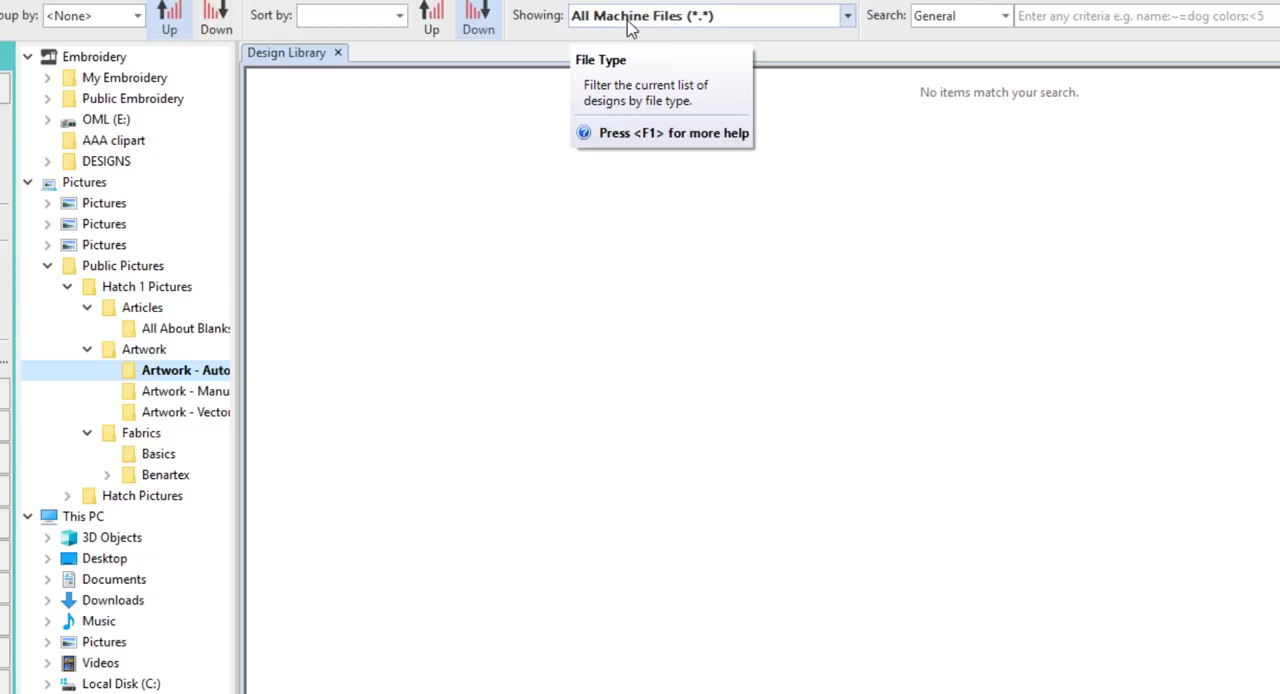 oup by: <None> Up Down Sort by: Up Down Showing: All Machine Files (*.*) Search: General Enter any criteria e.g. name:~=dog colors:<5
Design Library ×
File Type
Filter the current list of
designs by file type.
Press <F1> for more help
No items match your search.
Embroidery
My Embroidery
Public Embroidery
OML (E:)
AAA clipart
DESIGNS
Pictures
Pictures
Pictures
Pictures
Public Pictures
Hatch 1 Pictures
Articles
All About Blanks
Artwork
Artwork - Auto
Artwork - Manu
Artwork - Vector
Fabrics
Basics
Benartex
Hatch Pictures
This PC
3D Objects
Desktop
Documents
Downloads
Music
Pictures
Videos
Local Disk (C:)
...